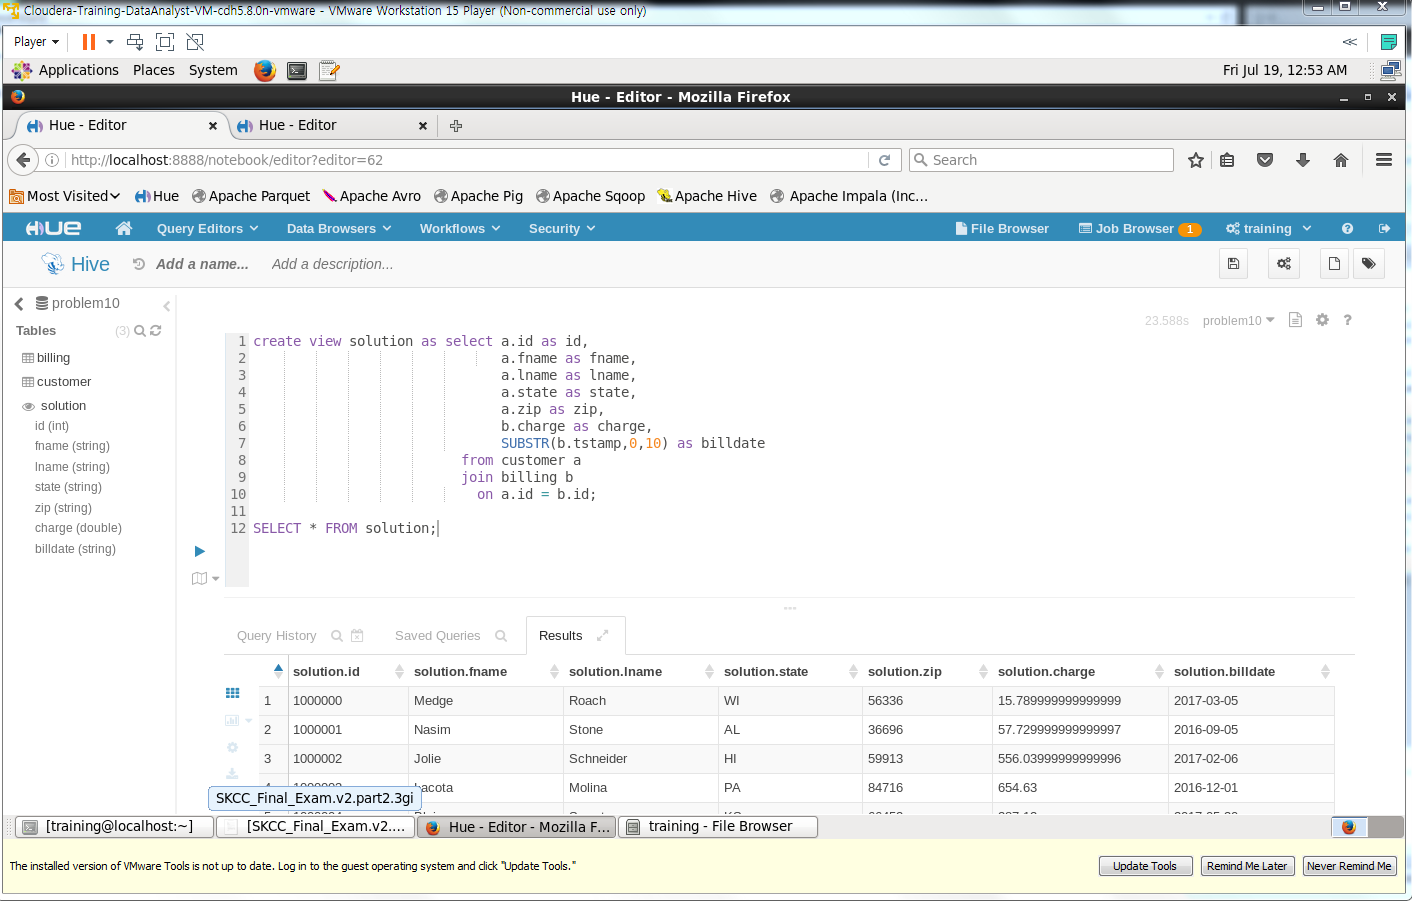 Cloudera-Training-DataAnalyst-VM-cdh5.8.0n-vmware - VMware Workstation 15 Player (Non-commercial use only)
Player
Applications Places System Fri Jul 19, 12:53 AM
Hue - Editor - Mozilla Firefox
Hue - Editor Hue - Editor
http://localhost:8888/notebook/editor?editor=62 Search
Most Visited Hue Apache Parquet Apache Avro Apache Pig Apache Sqoop Apache Hive Apache Impala (Inc...
HUE Query Editors Data Browsers Workflows Security File Browser Job Browser 1 training
Hive Add a name... Add a description...
problem10
23.588s problem10
Tables (3)
billing
customer
solution
id (int)
fname (string)
lname (string)
state (string)
zip (string)
charge (double)
billdate (string)
1 create view solution as select a.id as id,
2 a.fname as fname,
3 a.lname as lname,
4 a.state as state,
5 a.zip as zip,
6 b.charge as charge,
7 SUBSTR(b.tstamp,0,10) as billdate
8 from customer a
9 join billing b
10 on a.id = b.id;
11
12 SELECT * FROM solution;
Query History Saved Queries Results
solution.id solution.fname solution.lname solution.state solution.zip solution.charge solution.billdate
1 1000000 Medge Roach WI 56336 15.789999999999999 2017-03-05
2 1000001 Nasim Stone AL 36696 57.729999999999997 2016-09-05
3 1000002 Jolie Schneider HI 59913 556.03999999999996 2017-02-06
Molina PA 84716 654.63 2016-12-01
SKCC_Final_Exam.v2.part2.3gi
[training@localhost:~] [SKCC_Final_Exam.v2.... Hue - Editor - Mozilla F... training - File Browser
The installed version of VMware Tools is not up to date. Log in to the guest operating system and click "Update Tools." Update Tools Remind Me Later Never Remind Me